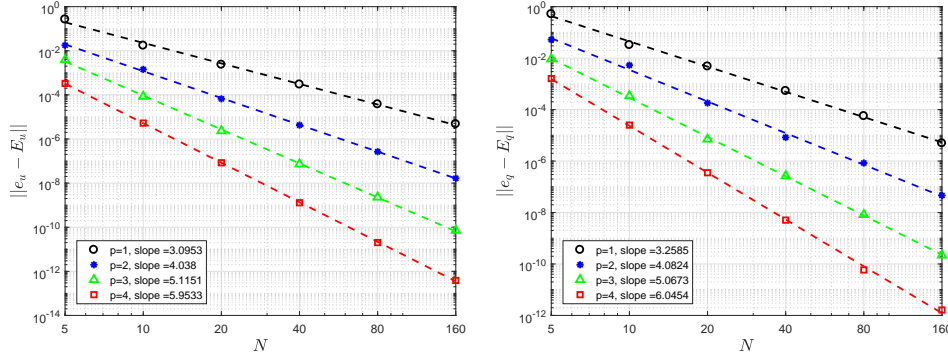 10^0
10^-2
10^-4
10^-6
10^-8
10^-10
10^-12
10^-14
||e_u − E_u||
p=1, slope =3.0953
p=2, slope =4.038
p=3, slope =5.1151
p=4, slope =5.9533
5 10 20 40 80 160
N
10^0
10^-2
10^-4
10^-6
10^-8
10^-10
10^-12
||e_q − E_q||
p=1, slope =3.2585
p=2, slope =4.0824
p=3, slope =5.0673
p=4, slope =6.0454
5 10 20 40 80 160
N